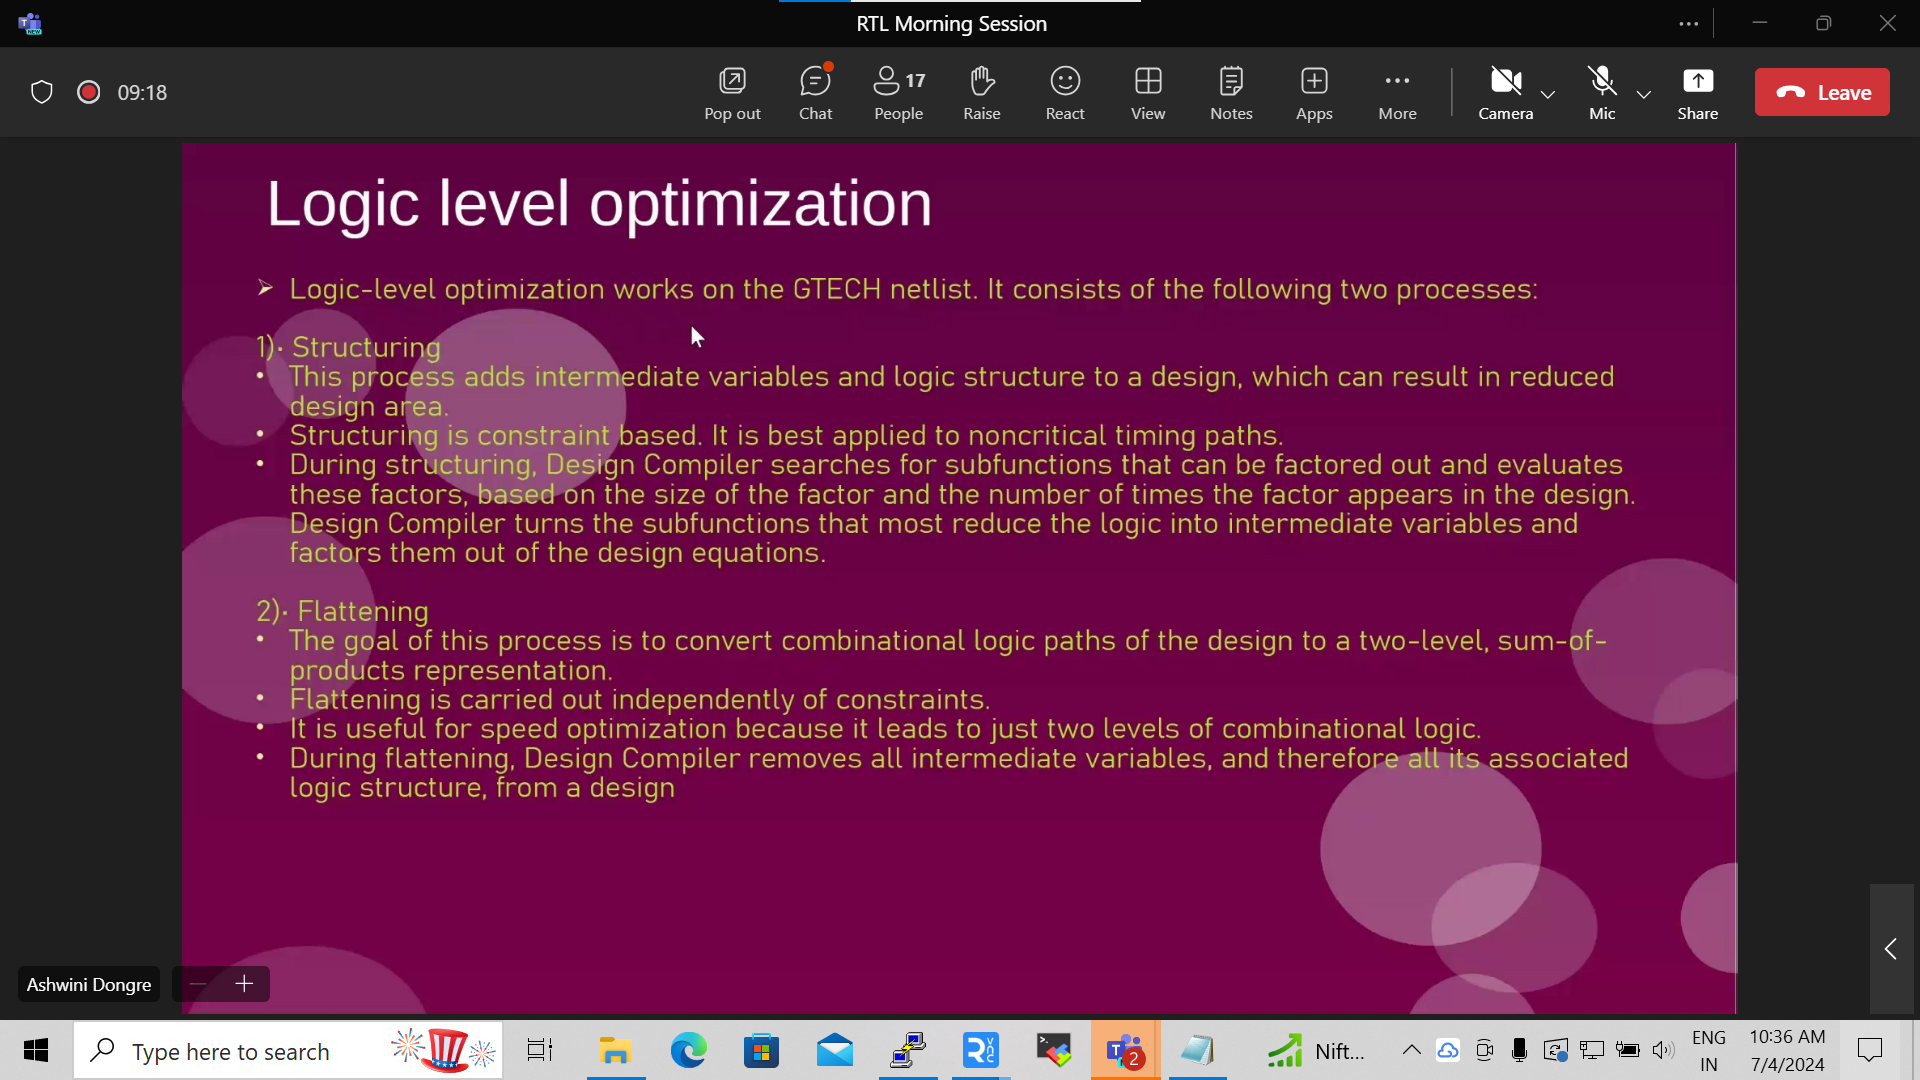 RTL Morning Session
09:18
Pop out
Chat
17
People
Raise
React
View
Notes
Apps
More
Camera
Mic
Share
Leave
Logic level optimization
➢ Logic-level optimization works on the GTECH netlist. It consists of the following two processes:
1)· Structuring
• This process adds intermediate variables and logic structure to a design, which can result in reduced
design area.
• Structuring is constraint based. It is best applied to noncritical timing paths.
• During structuring, Design Compiler searches for subfunctions that can be factored out and evaluates
these factors, based on the size of the factor and the number of times the factor appears in the design.
Design Compiler turns the subfunctions that most reduce the logic into intermediate variables and
factors them out of the design equations.
2)· Flattening
• The goal of this process is to convert combinational logic paths of the design to a two-level, sum-of-
products representation.
• Flattening is carried out independently of constraints.
• It is useful for speed optimization because it leads to just two levels of combinational logic.
• During flattening, Design Compiler removes all intermediate variables, and therefore all its associated
logic structure, from a design
Ashwini Dongre
Type here to search
2
Nift...
ENG
IN
10:36 AM
7/4/2024